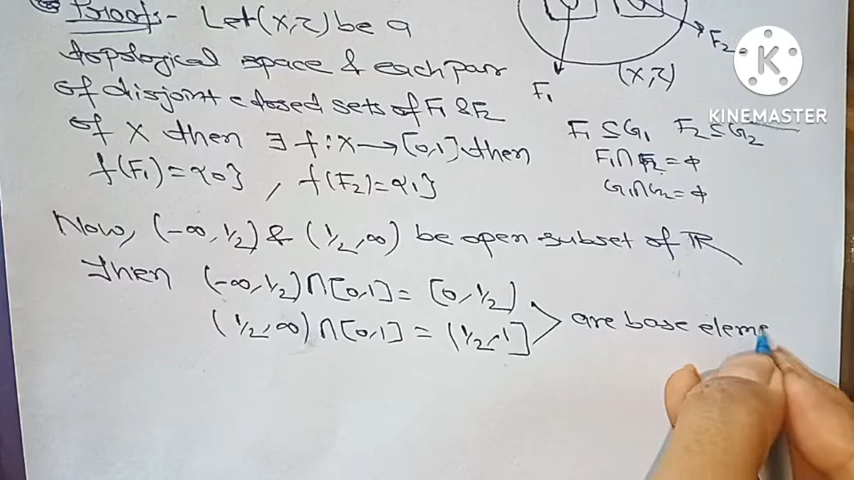 Proof:- Let (X,τ) be a
topological space & each pair
of disjoint closed sets of F₁ & F₂
of X then ∃ f: X → [0,1] then
f(F₁) = {0} , f(F₂) = {1}
F₁
F₂
(X,τ)
F₁ ⊆ G₁ F₂ ⊆ G₂
F₁ ∩ F₂ = φ
G₁ ∩ G₂ = φ
Now, (-∞, 1/2) & (1/2, ∞) be open subset of ℝ
Then (-∞, 1/2) ∩ [0,1] = [0, 1/2)
(1/2, ∞) ∩ [0,1] = (1/2, 1]
are base eleme
K
KINEMASTER